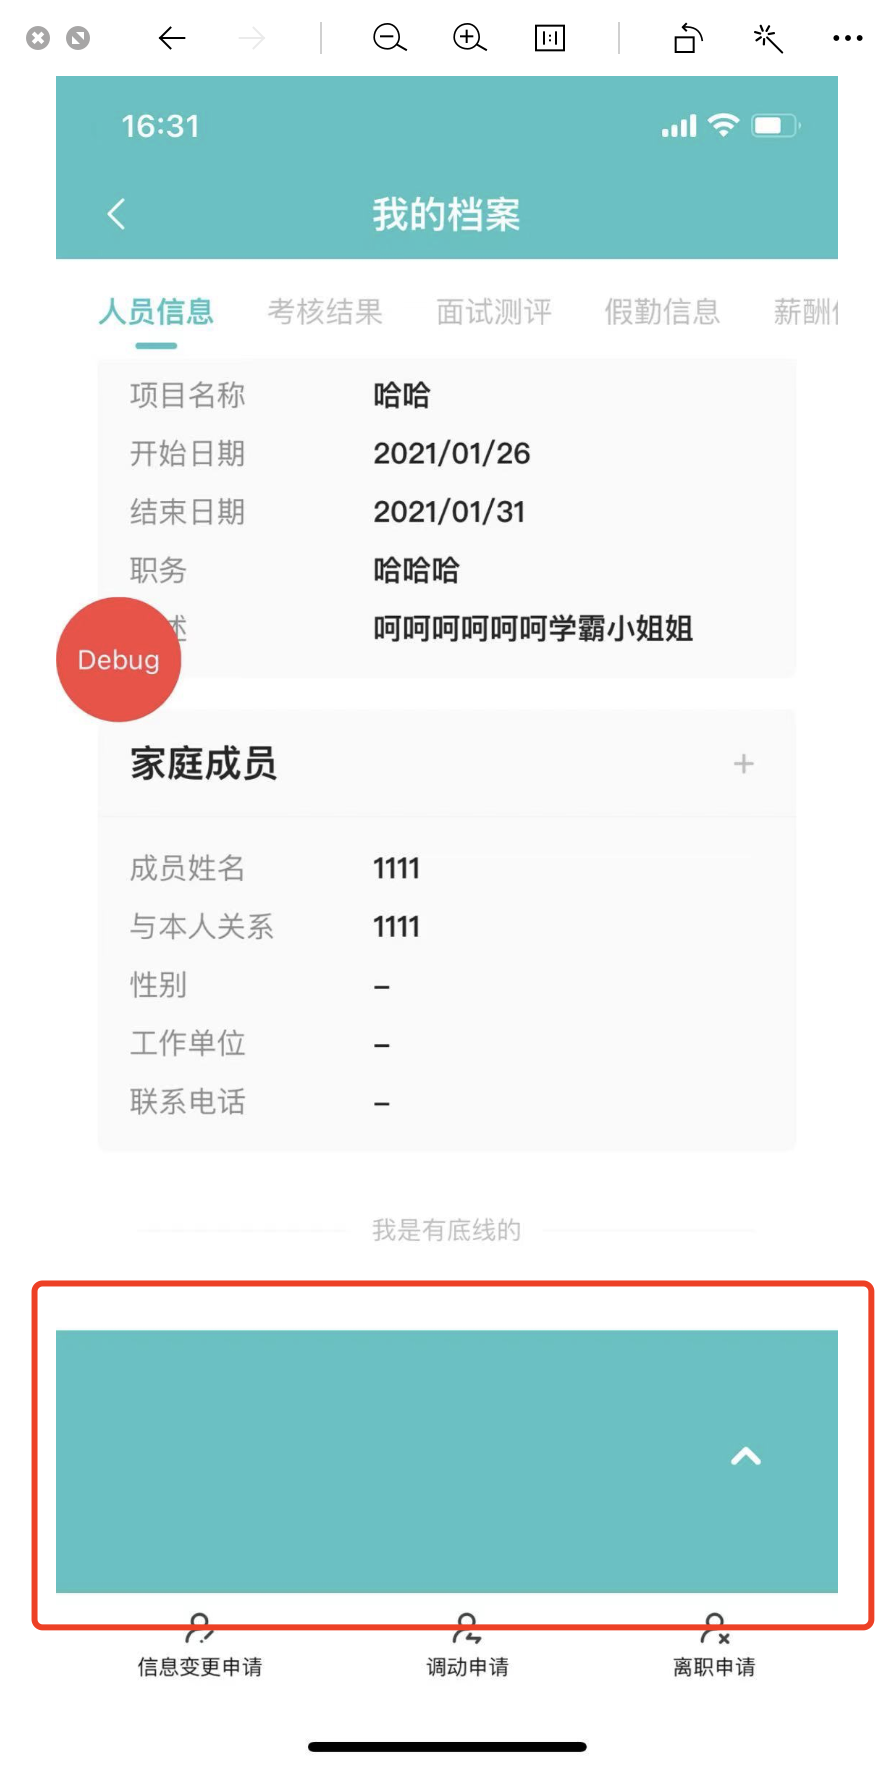 16:31
我的档案
人员信息 考核结果 面试测评 假勤信息 薪酬
项目名称 哈哈
开始日期 2021/01/26
结束日期 2021/01/31
职务 哈哈哈
述 呵呵呵呵呵呵学霸小姐姐
Debug
家庭成员 +
成员姓名 1111
与本人关系 1111
性别 –
工作单位 –
联系电话 –
我是有底线的
信息变更申请 调动申请 离职申请